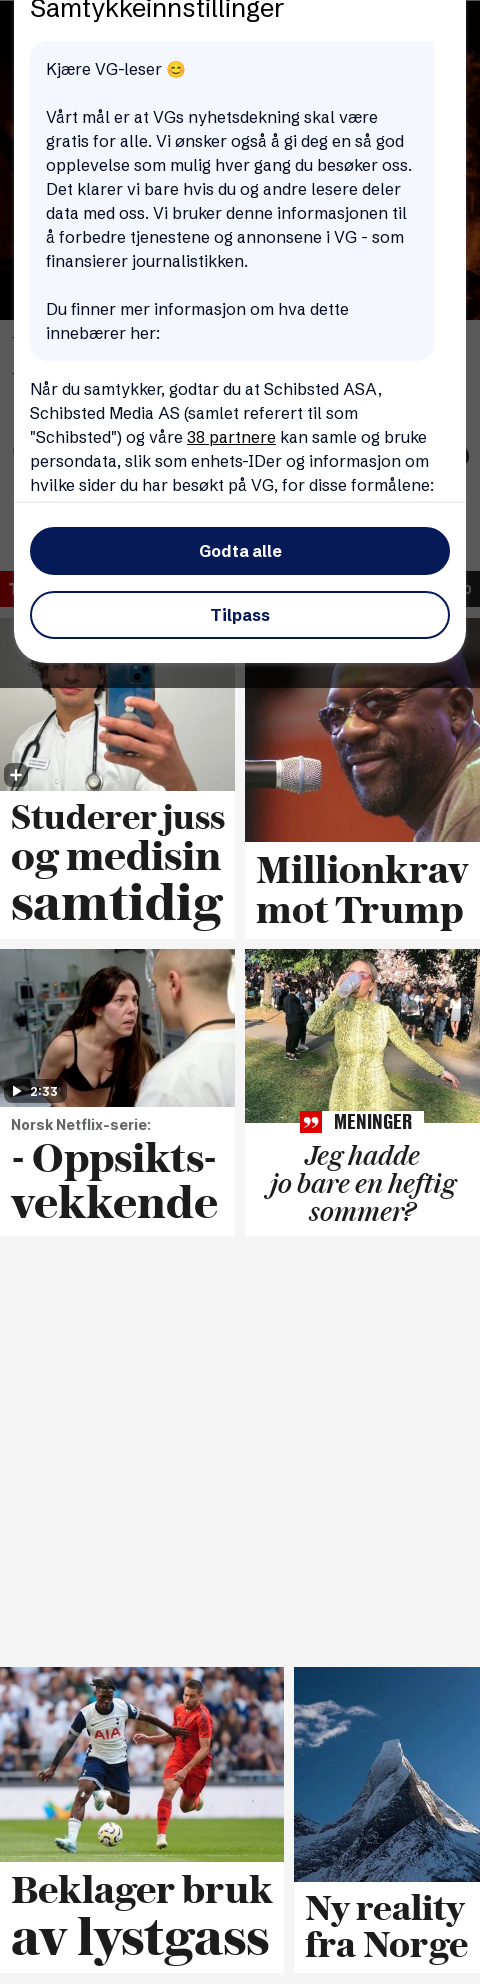 Samtykkeinnstillinger
Kjære VG-leser 😊
Vårt mål er at VGs nyhetsdekning skal være
gratis for alle. Vi ønsker også å gi deg en så god
opplevelse som mulig hver gang du besøker oss.
Det klarer vi bare hvis du og andre lesere deler
data med oss. Vi bruker denne informasjonen til
å forbedre tjenestene og annonsene i VG - som
finansierer journalistikken.
Du finner mer informasjon om hva dette
innebærer her:
Når du samtykker, godtar du at Schibsted ASA,
Schibsted Media AS (samlet referert til som
"Schibsted") og våre 38 partnere kan samle og bruke
persondata, slik som enhets-IDer og informasjon om
hvilke sider du har besøkt på VG, for disse formålene:
Godta alle
Tilpass
Studerer juss
og medisin
samtidig
Millionkrav
mot Trump
2:33
Norsk Netflix-serie:
- Oppsikts-
vekkende
MENINGER
Jeg hadde
jo bare en heftig
sommer?
AIA
Beklager bruk
av lystgass
Ny reality
fra Norge